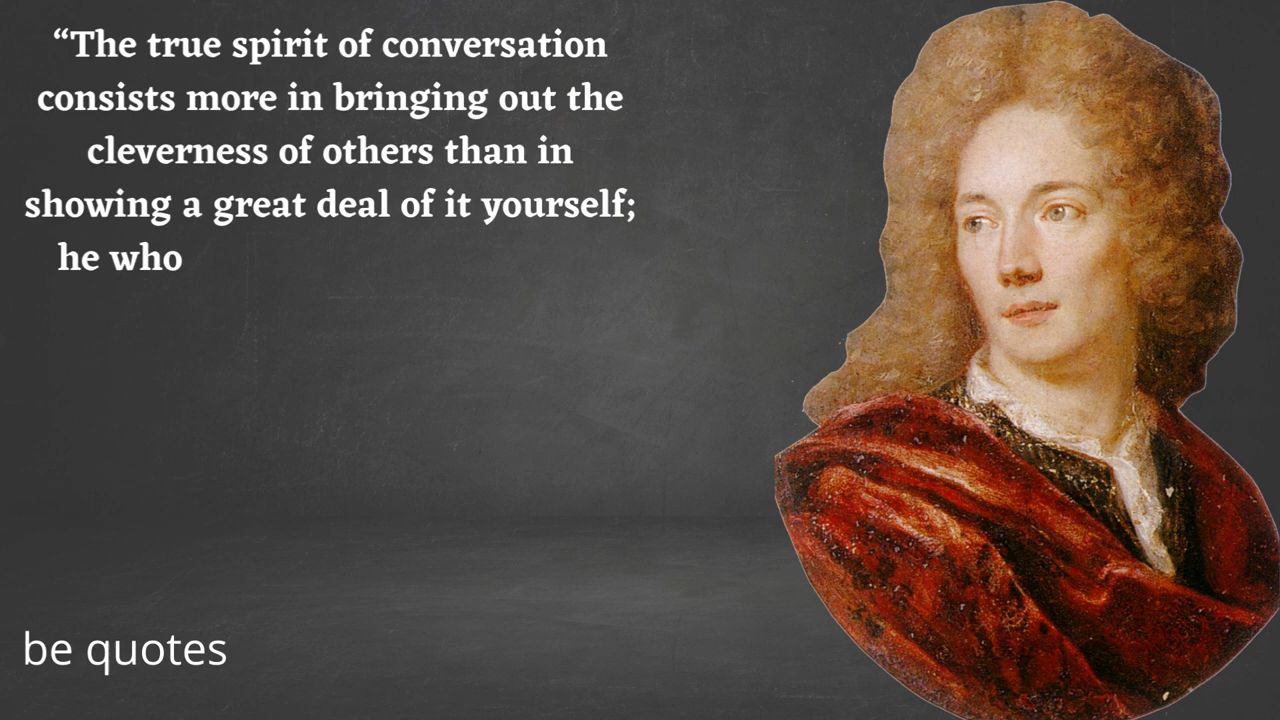 “The true spirit of conversation
consists more in bringing out the
cleverness of others than in
showing a great deal of it yourself;
he who
be quotes